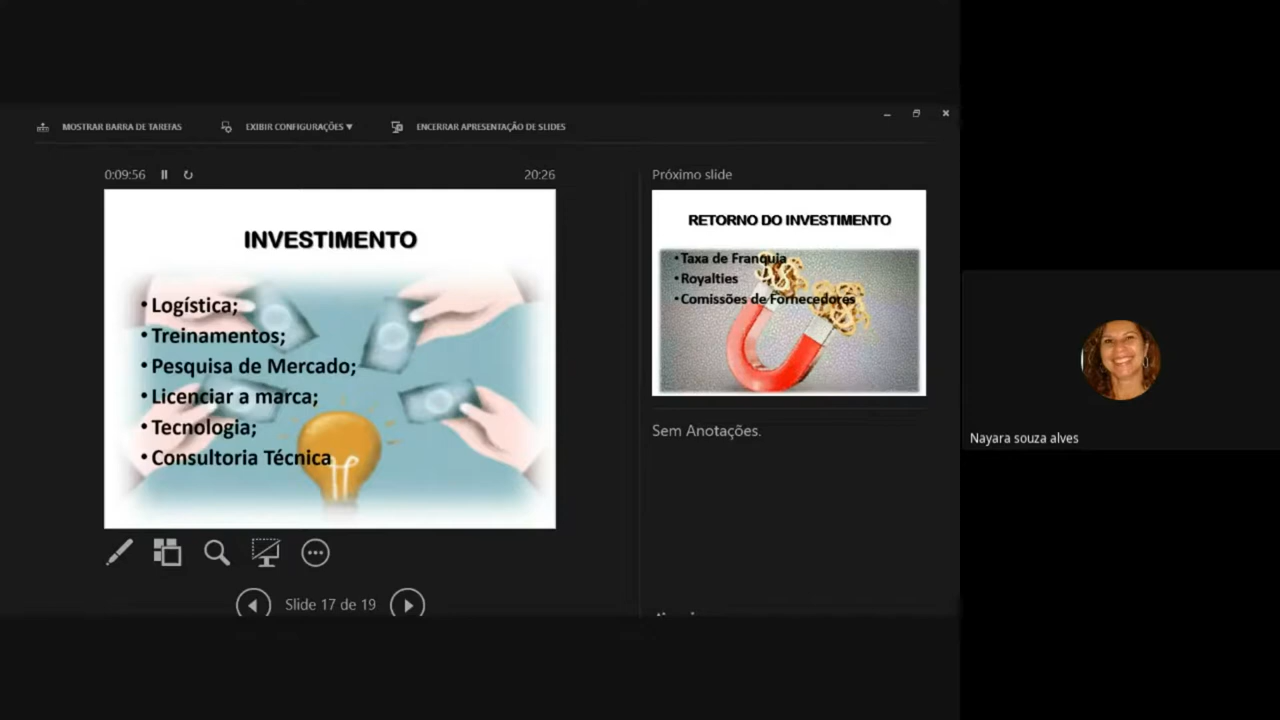 MOSTRAR BARRA DE TAREFAS
EXIBIR CONFIGURAÇÕES ▼
ENCERRAR APRESENTAÇÃO DE SLIDES
0:09:56
20:26
INVESTIMENTO
• Logística;
• Treinamentos;
• Pesquisa de Mercado;
• Licenciar a marca;
• Tecnologia;
• Consultoria Técnica
Slide 17 de 19
Próximo slide
RETORNO DO INVESTIMENTO
• Taxa de Franquia
• Royalties
• Comissões de Fornecedores
Sem Anotações.
Nayara souza alves